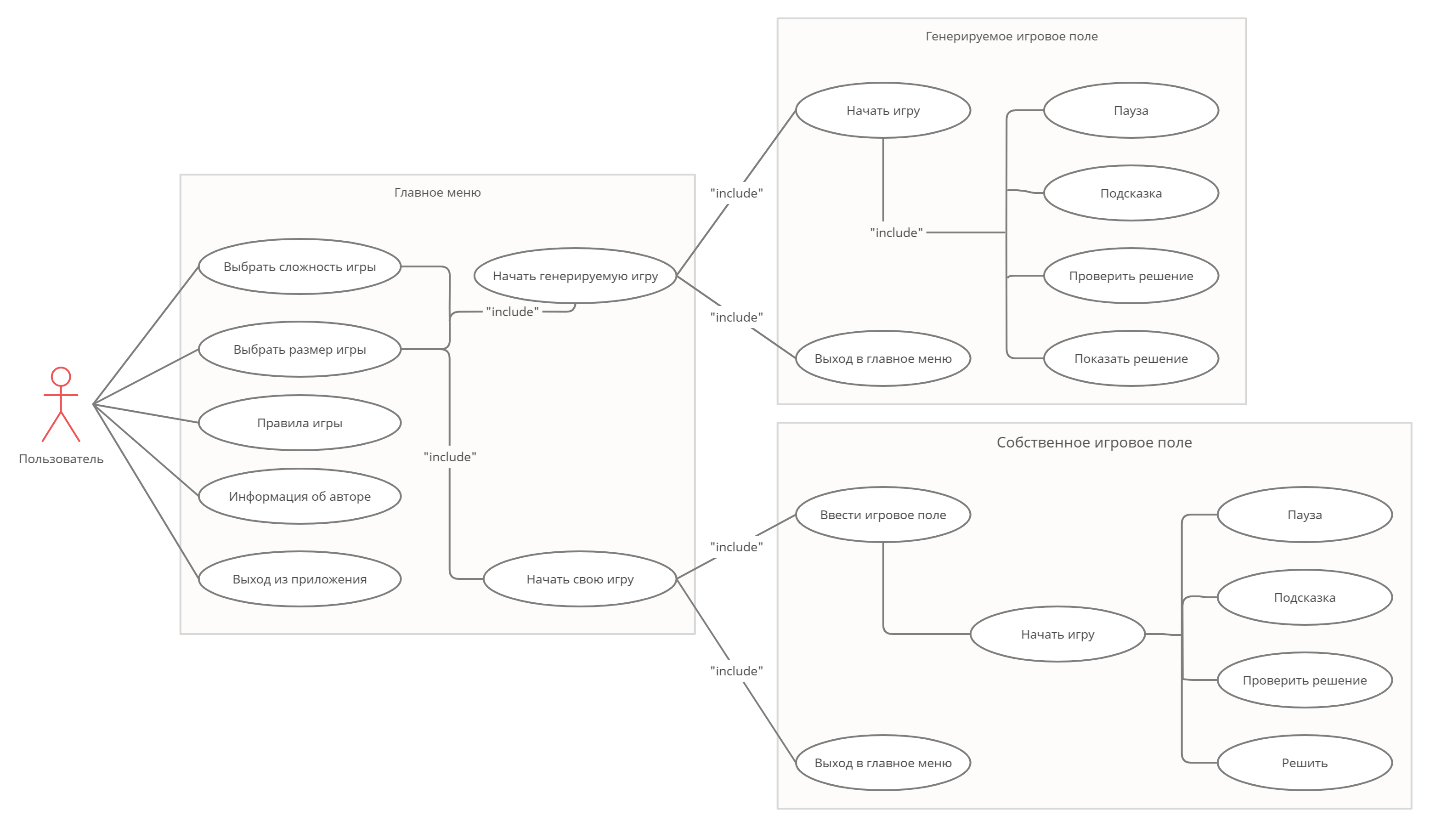 Генерируемое игровое поле
Начать игру
Пауза
"include"
Подсказка
"include"
Проверить решение
"include"
Выход в главное меню
Показать решение
Главное меню
Выбрать сложность игры
Начать генерируемую игру
"include"
Выбрать размер игры
Правила игры
"include"
Информация об авторе
Выход из приложения
Начать свою игру
Пользователь
Собственное игровое поле
Ввести игровое поле
Пауза
"include"
Подсказка
Начать игру
"include"
Проверить решение
Выход в главное меню
Решить